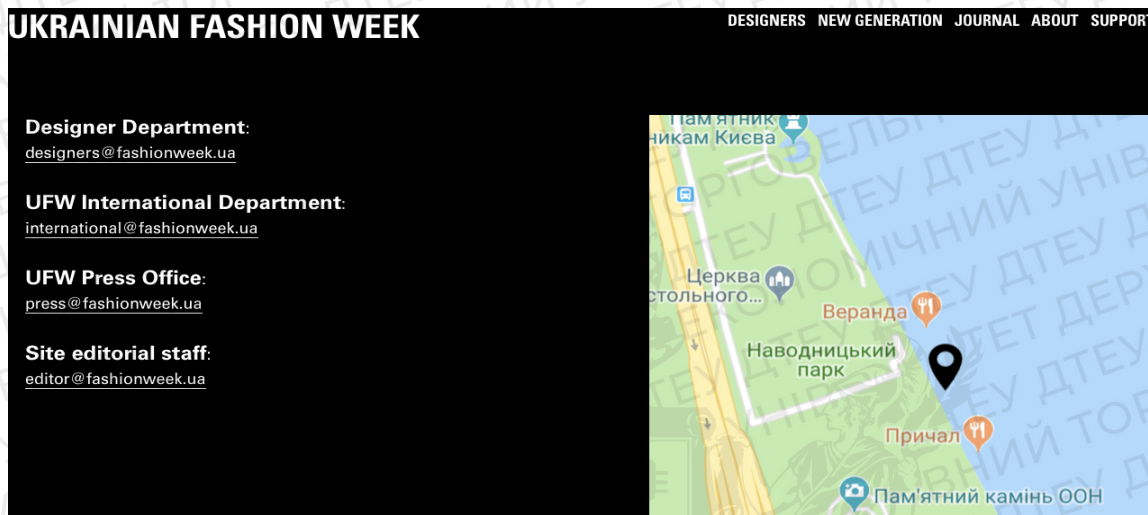 UKRAINIAN FASHION WEEK
DESIGNERS NEW GENERATION JOURNAL ABOUT SUPPORT
Designer Department:
designers@fashionweek.ua
UFW International Department:
international@fashionweek.ua
UFW Press Office:
press@fashionweek.ua
Site editorial staff:
editor@fashionweek.ua
Пам'ятник
никам Києва
Церква
стольного...
Веранда
Наводницький
парк
Причал
Пам'ятний камінь ООН